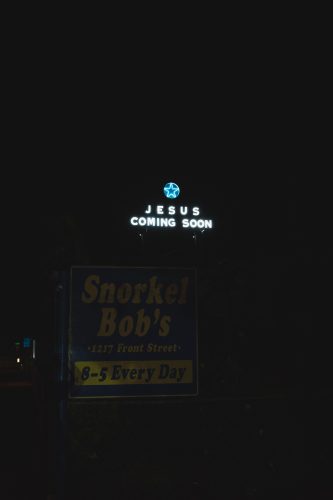 JESUS
COMING SOON
Snorkel
Bob's
·1217 Front Street·
8-5 Every Day